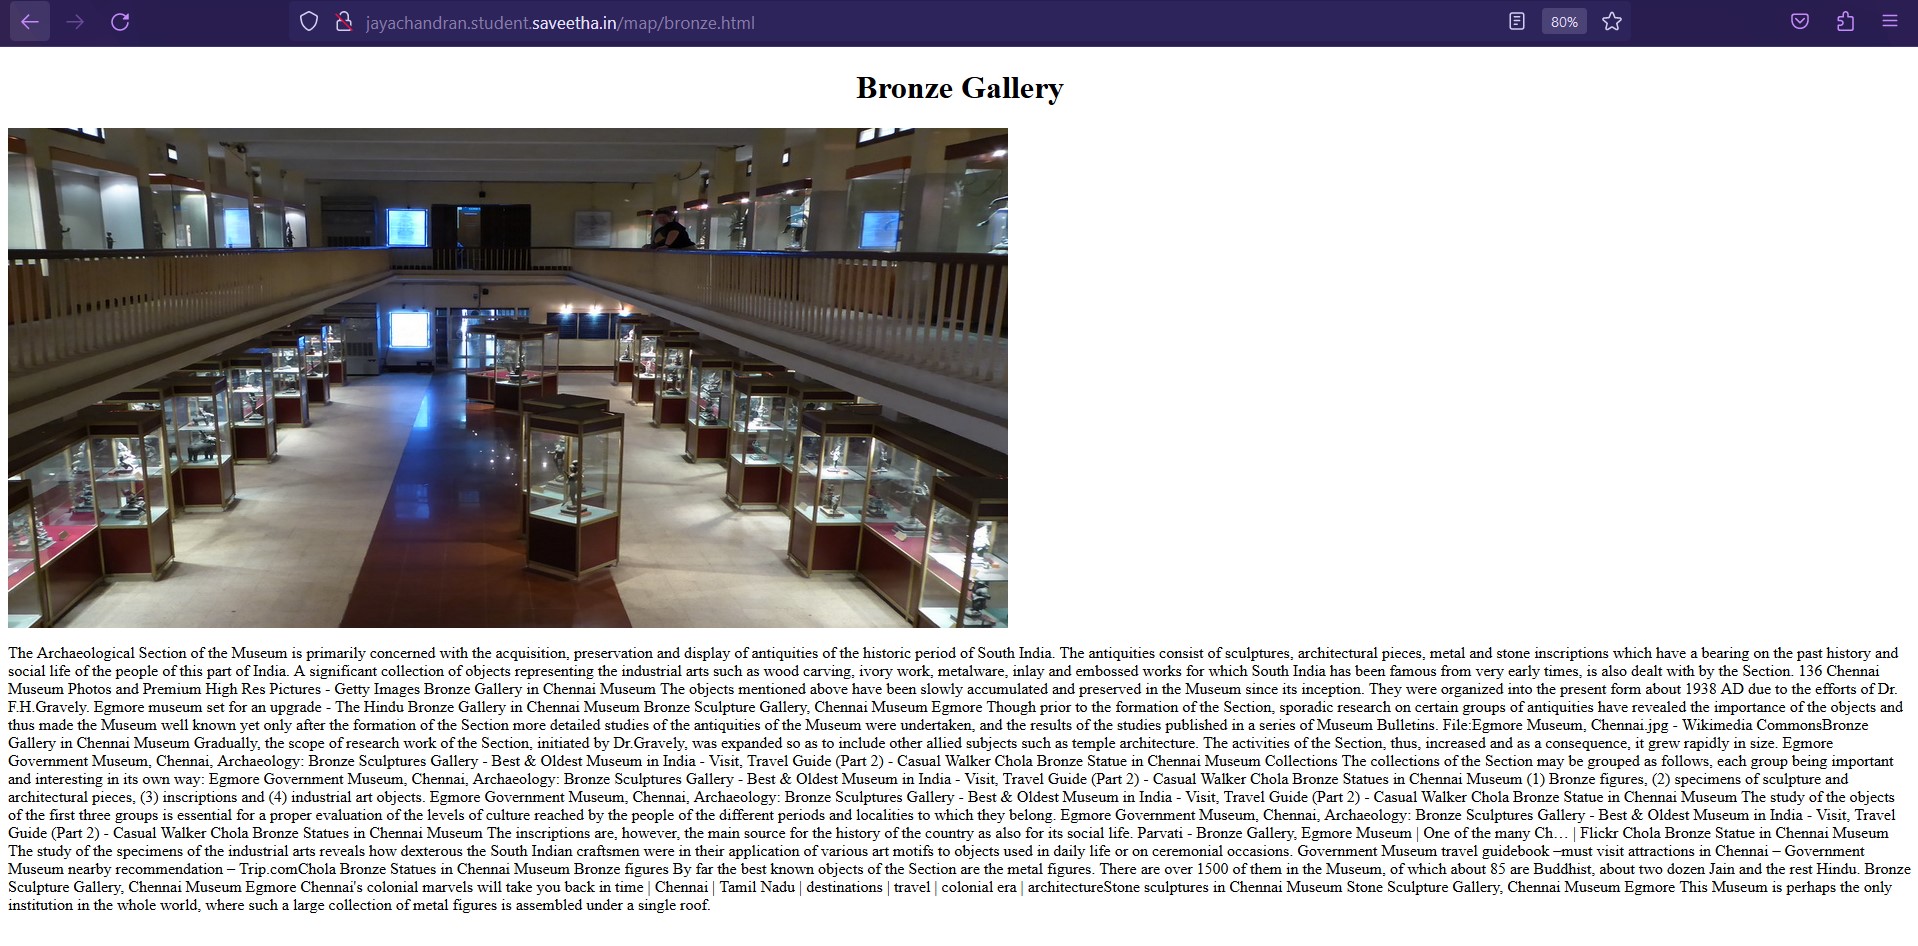 jayachandran.student.saveetha.in/map/bronze.html
80%
Bronze Gallery
The Archaeological Section of the Museum is primarily concerned with the acquisition, preservation and display of antiquities of the historic period of South India. The antiquities consist of sculptures, architectural pieces, metal and stone inscriptions which have a bearing on the past history and
social life of the people of this part of India. A significant collection of objects representing the industrial arts such as wood carving, ivory work, metalware, inlay and embossed works for which South India has been famous from very early times, is also dealt with by the Section. 136 Chennai
Museum Photos and Premium High Res Pictures - Getty Images Bronze Gallery in Chennai Museum The objects mentioned above have been slowly accumulated and preserved in the Museum since its inception. They were organized into the present form about 1938 AD due to the efforts of Dr.
F.H.Gravely. Egmore museum set for an upgrade - The Hindu Bronze Gallery in Chennai Museum Bronze Sculpture Gallery, Chennai Museum Egmore Though prior to the formation of the Section, sporadic research on certain groups of antiquities have revealed the importance of the objects and
thus made the Museum well known yet only after the formation of the Section more detailed studies of the antiquities of the Museum were undertaken, and the results of the studies published in a series of Museum Bulletins. File:Egmore Museum, Chennai.jpg - Wikimedia CommonsBronze
Gallery in Chennai Museum Gradually, the scope of research work of the Section, initiated by Dr.Gravely, was expanded so as to include other allied subjects such as temple architecture. The activities of the Section, thus, increased and as a consequence, it grew rapidly in size. Egmore
Government Museum, Chennai, Archaeology: Bronze Sculptures Gallery - Best & Oldest Museum in India - Visit, Travel Guide (Part 2) - Casual Walker Chola Bronze Statue in Chennai Museum Collections The collections of the Section may be grouped as follows, each group being important
and interesting in its own way: Egmore Government Museum, Chennai, Archaeology: Bronze Sculptures Gallery - Best & Oldest Museum in India - Visit, Travel Guide (Part 2) - Casual Walker Chola Bronze Statues in Chennai Museum (1) Bronze figures, (2) specimens of sculpture and
architectural pieces, (3) inscriptions and (4) industrial art objects. Egmore Government Museum, Chennai, Archaeology: Bronze Sculptures Gallery - Best & Oldest Museum in India - Visit, Travel Guide (Part 2) - Casual Walker Chola Bronze Statue in Chennai Museum The study of the objects
of the first three groups is essential for a proper evaluation of the levels of culture reached by the people of the different periods and localities to which they belong. Egmore Government Museum, Chennai, Archaeology: Bronze Sculptures Gallery - Best & Oldest Museum in India - Visit, Travel
Guide (Part 2) - Casual Walker Chola Bronze Statues in Chennai Museum The inscriptions are, however, the main source for the history of the country as also for its social life. Parvati - Bronze Gallery, Egmore Museum | One of the many Ch… | Flickr Chola Bronze Statue in Chennai Museum
The study of the specimens of the industrial arts reveals how dexterous the South Indian craftsmen were in their application of various art motifs to objects used in daily life or on ceremonial occasions. Government Museum travel guidebook –must visit attractions in Chennai – Government
Museum nearby recommendation – Trip.comChola Bronze Statues in Chennai Museum Bronze figures By far the best known objects of the Section are the metal figures. There are over 1500 of them in the Museum, of which about 85 are Buddhist, about two dozen Jain and the rest Hindu. Bronze
Sculpture Gallery, Chennai Museum Egmore Chennai's colonial marvels will take you back in time | Chennai | Tamil Nadu | destinations | travel | colonial era | architectureStone sculptures in Chennai Museum Stone Sculpture Gallery, Chennai Museum Egmore This Museum is perhaps the only
institution in the whole world, where such a large collection of metal figures is assembled under a single roof.